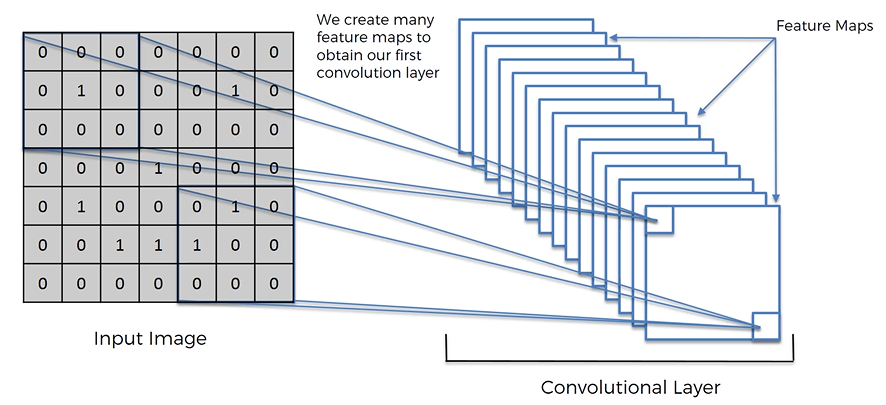 We create many
feature maps to
obtain our first
convolution layer
Feature Maps
0 0 0 0 0 0 0
0 1 0 0 0 1 0
0 0 0 0 0 0 0
0 0 0 1 0 0 0
0 1 0 0 0 1 0
0 0 1 1 1 0 0
0 0 0 0 0 0 0
Input Image
Convolutional Layer